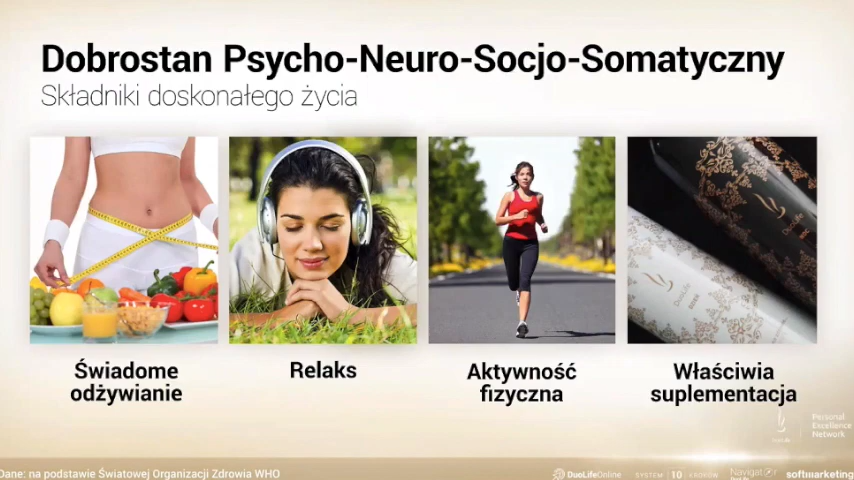 Dobrostan Psycho-Neuro-Socjo-Somatyczny
Składniki doskonałego życia
Świadome
odżywianie
Relaks
Aktywność
fizyczna
Właściwia
suplementacja
Personal
Excellence
Network
Dane: na podstawie Światowej Organizacji Zdrowia WHO
DuoLifeOnline
SYSTEM | 10 | KROKÓW
Navigator
softmarketing